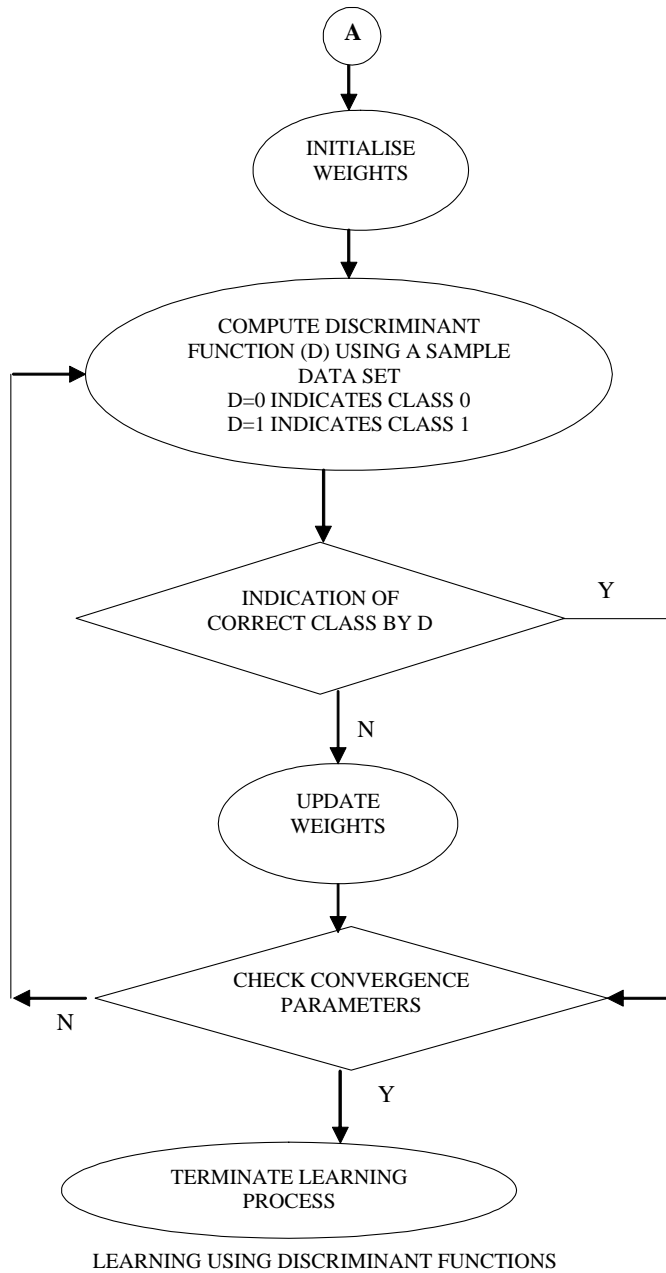 A
INITIALISE
WEIGHTS
COMPUTE DISCRIMINANT
FUNCTION (D) USING A SAMPLE
DATA SET
D=0 INDICATES CLASS 0
D=1 INDICATES CLASS 1
INDICATION OF
CORRECT CLASS BY D
Y
N
UPDATE
WEIGHTS
CHECK CONVERGENCE
PARAMETERS
N
Y
TERMINATE LEARNING
PROCESS
LEARNING USING DISCRIMINANT FUNCTIONS